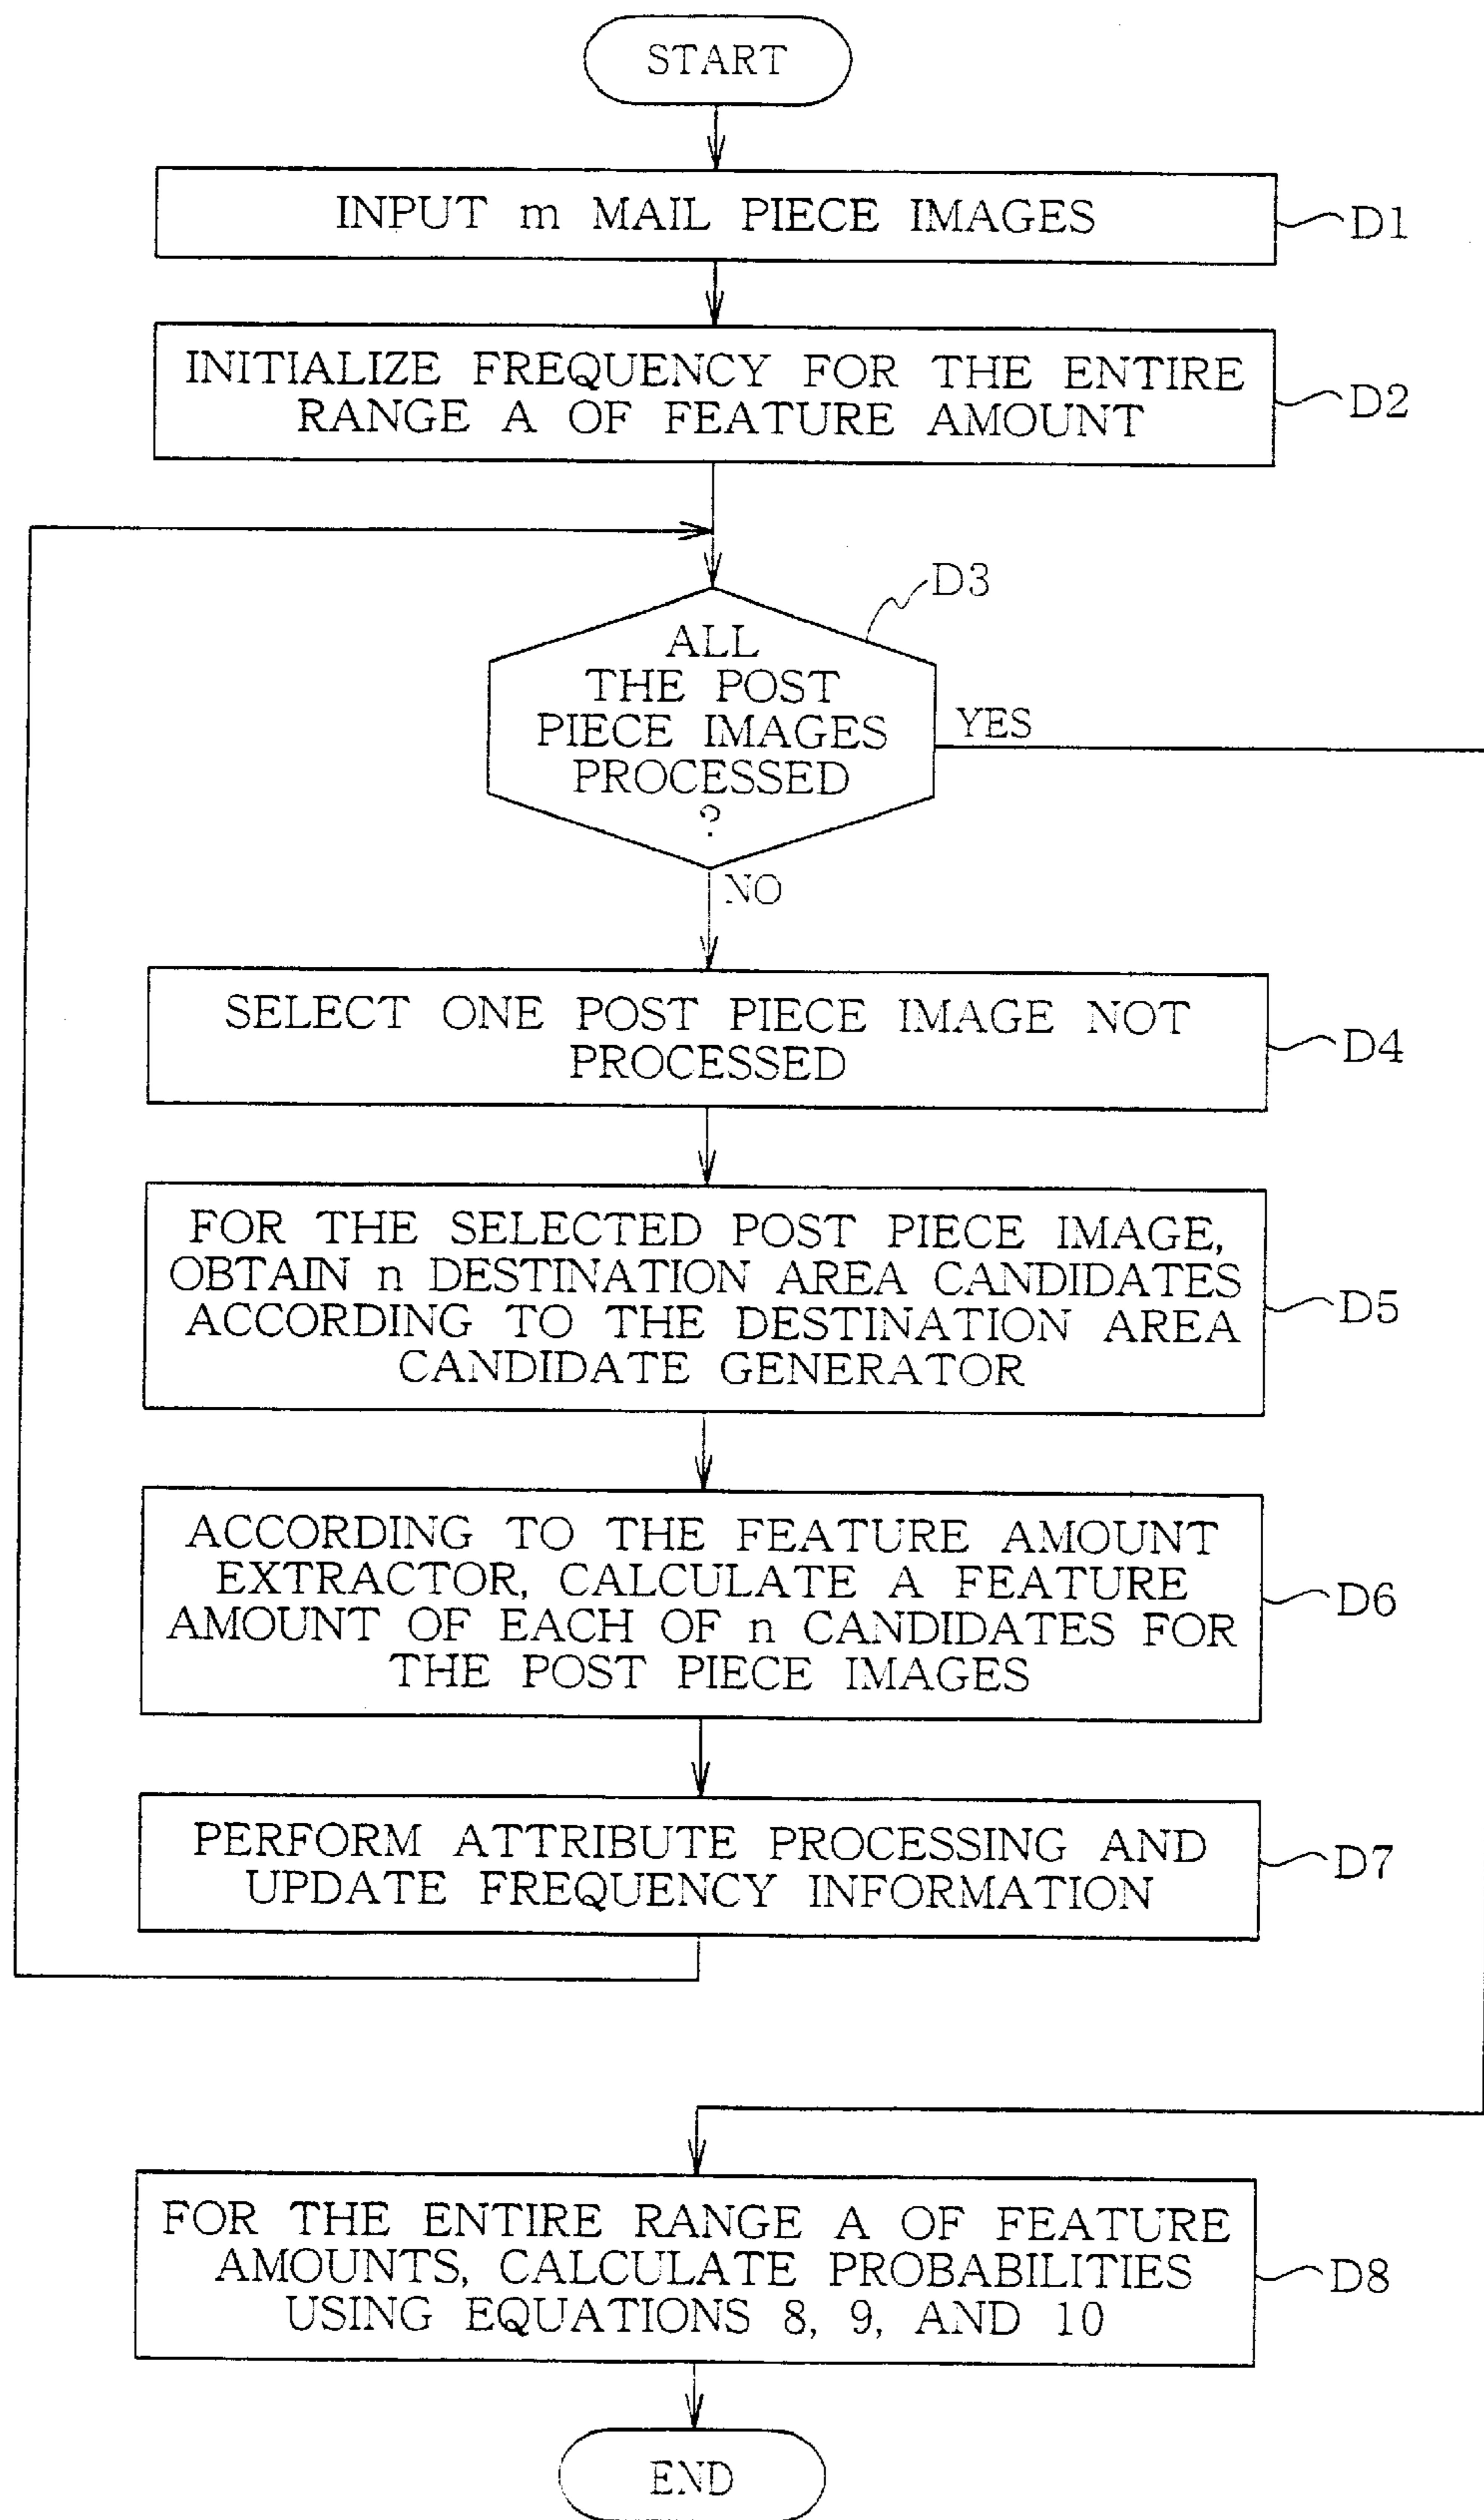 START
INPUT m MAIL PIECE IMAGES
D1
INITIALIZE FREQUENCY FOR THE ENTIRE
RANGE A OF FEATURE AMOUNT
D2
D3
ALL
THE POST
PIECE IMAGES
PROCESSED
?
YES
NO
SELECT ONE POST PIECE IMAGE NOT
PROCESSED
D4
FOR THE SELECTED POST PIECE IMAGE,
OBTAIN n DESTINATION AREA CANDIDATES
ACCORDING TO THE DESTINATION AREA
CANDIDATE GENERATOR
D5
ACCORDING TO THE FEATURE AMOUNT
EXTRACTOR, CALCULATE A FEATURE
AMOUNT OF EACH OF n CANDIDATES FOR
THE POST PIECE IMAGES
D6
PERFORM ATTRIBUTE PROCESSING AND
UPDATE FREQUENCY INFORMATION
D7
FOR THE ENTIRE RANGE A OF FEATURE
AMOUNTS, CALCULATE PROBABILITIES
USING EQUATIONS 8, 9, AND 10
D8
END